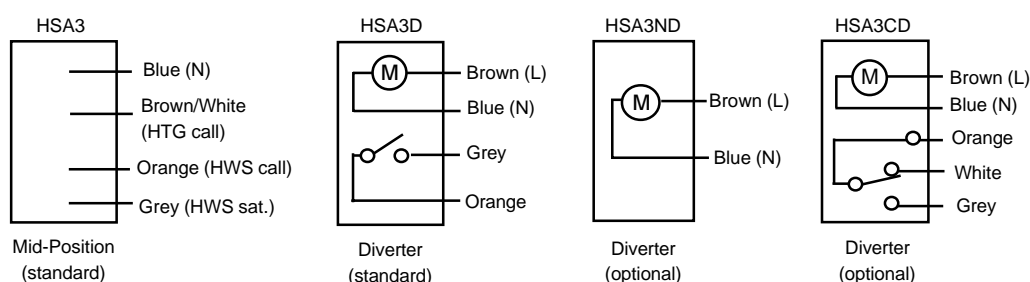 HSA3
Blue (N)
Brown/White
(HTG call)
Orange (HWS call)
Grey (HWS sat.)
Mid-Position
(standard)
HSA3D
M
Brown (L)
Blue (N)
Grey
Orange
Diverter
(standard)
HSA3ND
M
Brown (L)
Blue (N)
Diverter
(optional)
HSA3CD
M
Brown (L)
Blue (N)
Orange
White
Grey
Diverter
(optional)